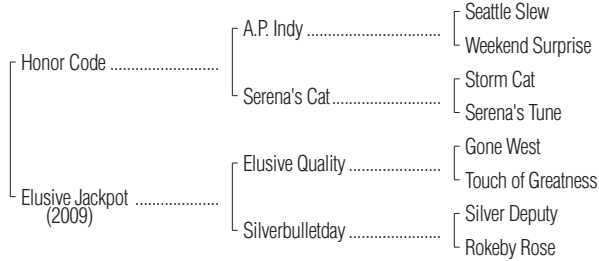 Seattle Slew
A.P. Indy ..............................
Weekend Surprise
Honor Code ........................
Storm Cat
Serena's Cat........................
Serena's Tune
Gone West
Elusive Quality ....................
Touch of Greatness
Elusive Jackpot ..................
(2009)
Silver Deputy
Silverbulletday ....................
Rokeby Rose